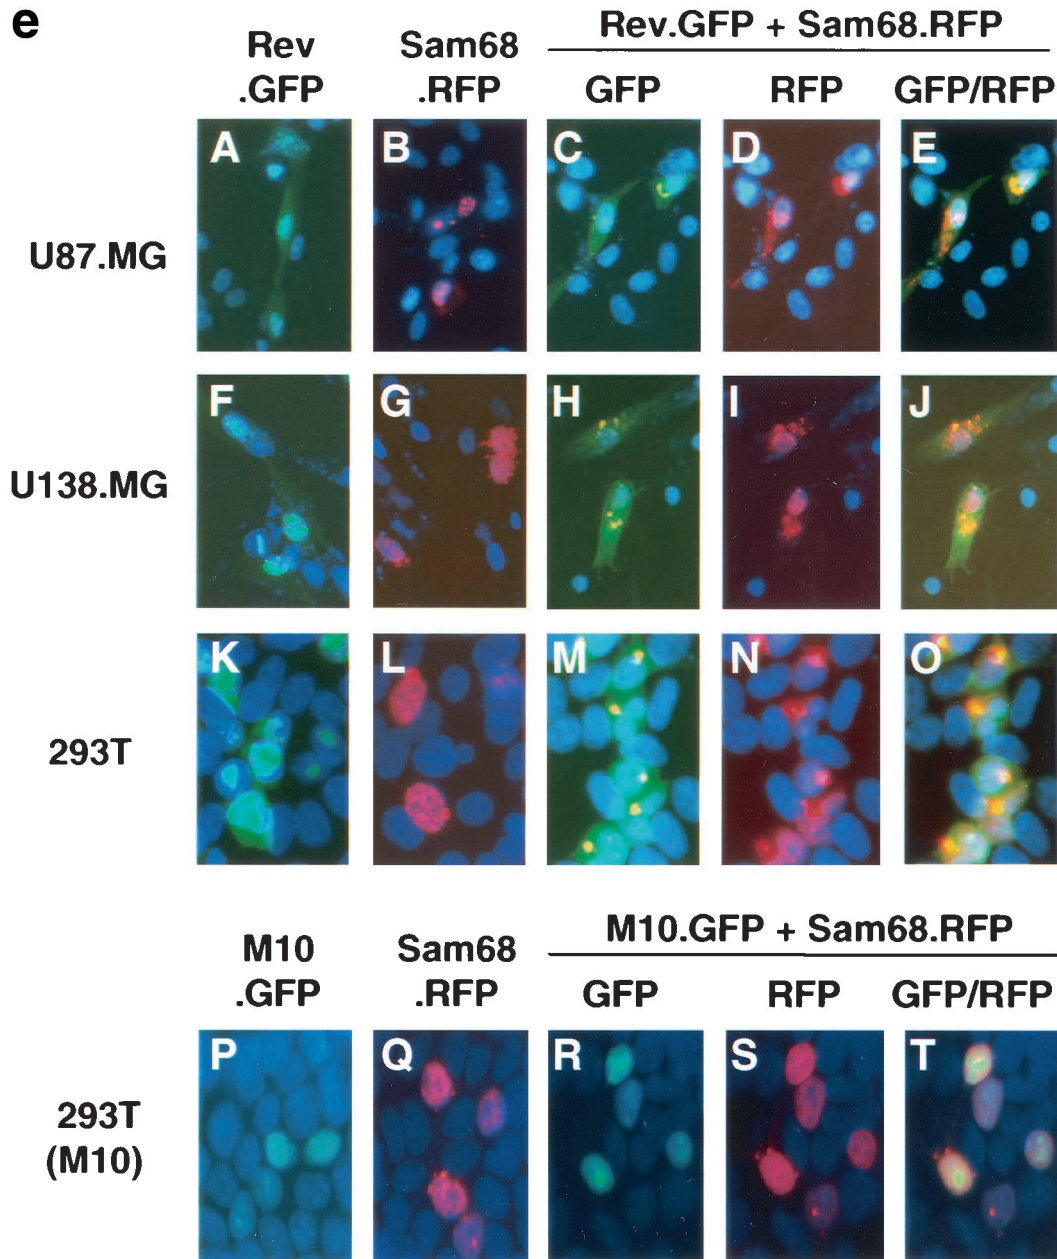 e
Rev.GFP + Sam68.RFP
Rev Sam68
.GFP .RFP GFP RFP GFP/RFP
U87.MG A B C D E
U138.MG F G H I J
293T K L M N O
M10.GFP + Sam68.RFP
M10 Sam68
.GFP .RFP GFP RFP GFP/RFP
293T
(M10)
P Q R S T